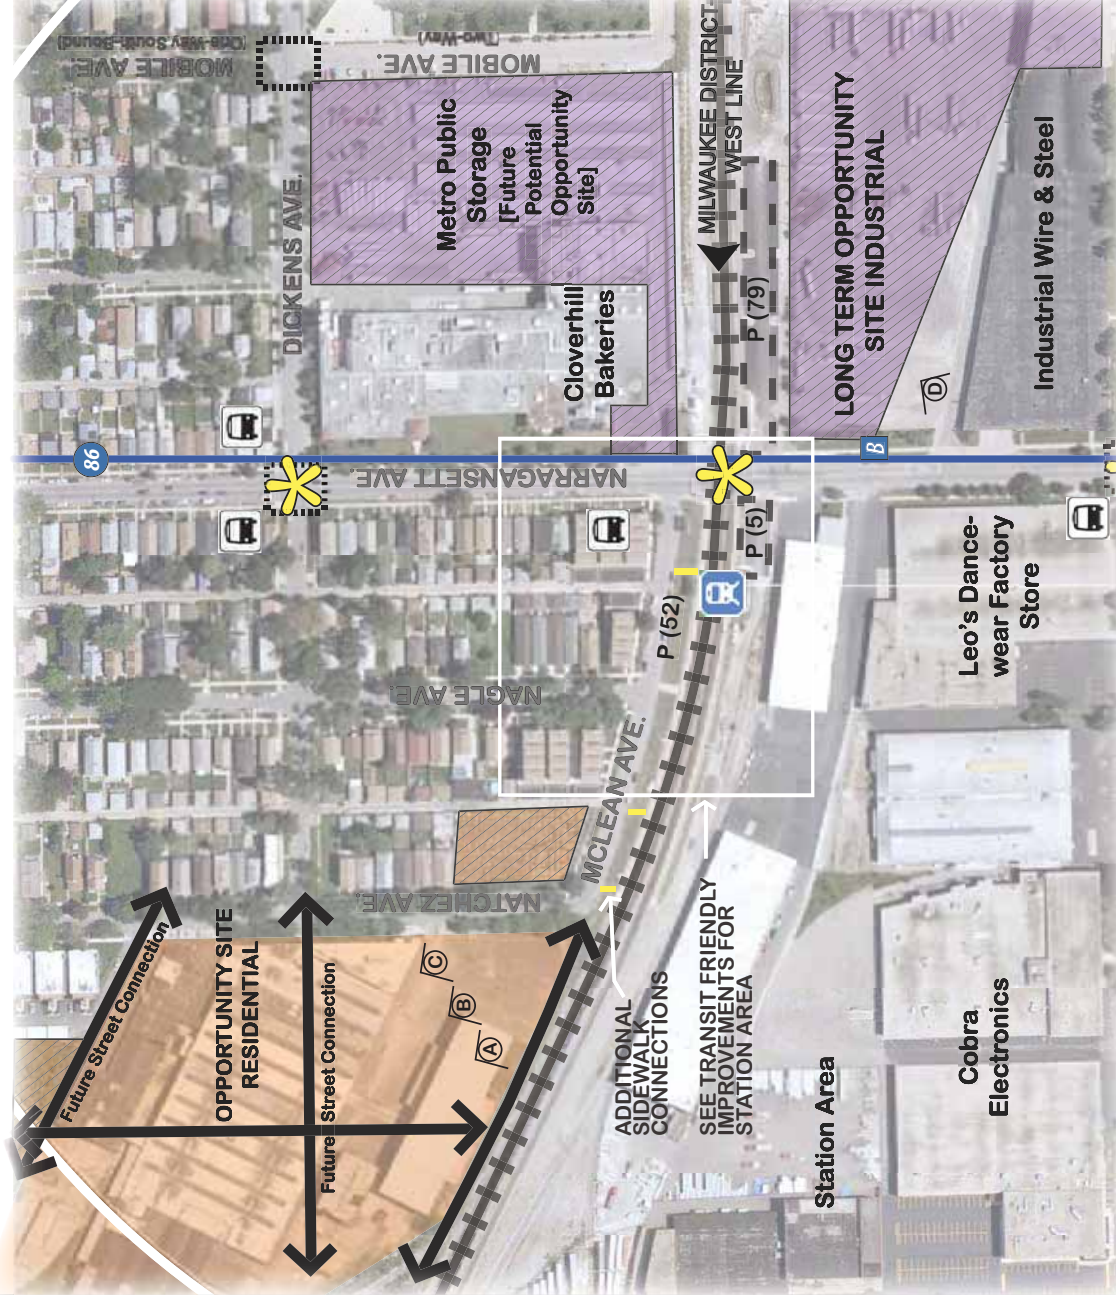 MOBILE AVE.
(One-Way South-Bound)
MOBILE AVE.
(Two-Way)
DICKENS AVE.
Metro Public
Storage
[Future
Potential
Opportunity
Site]
MILWAUKEE DISTRICT
WEST LINE
LONG TERM OPPORTUNITY
SITE INDUSTRIAL
Industrial Wire & Steel
Cloverhill
Bakeries
P (79)
D
86
B
NARRAGANSETT AVE.
P (5)
P (52)
Leo's Dance-
wear Factory
Store
NAGLE AVE.
MCLEAN AVE.
NATCHEZ AVE.
Future Street Connection
OPPORTUNITY SITE
RESIDENTIAL
Future Street Connection
C
B
A
ADDITIONAL
SIDEWALK
CONNECTIONS
SEE TRANSIT FRIENDLY
IMPROVEMENTS FOR
STATION AREA
Station Area
Cobra
Electronics